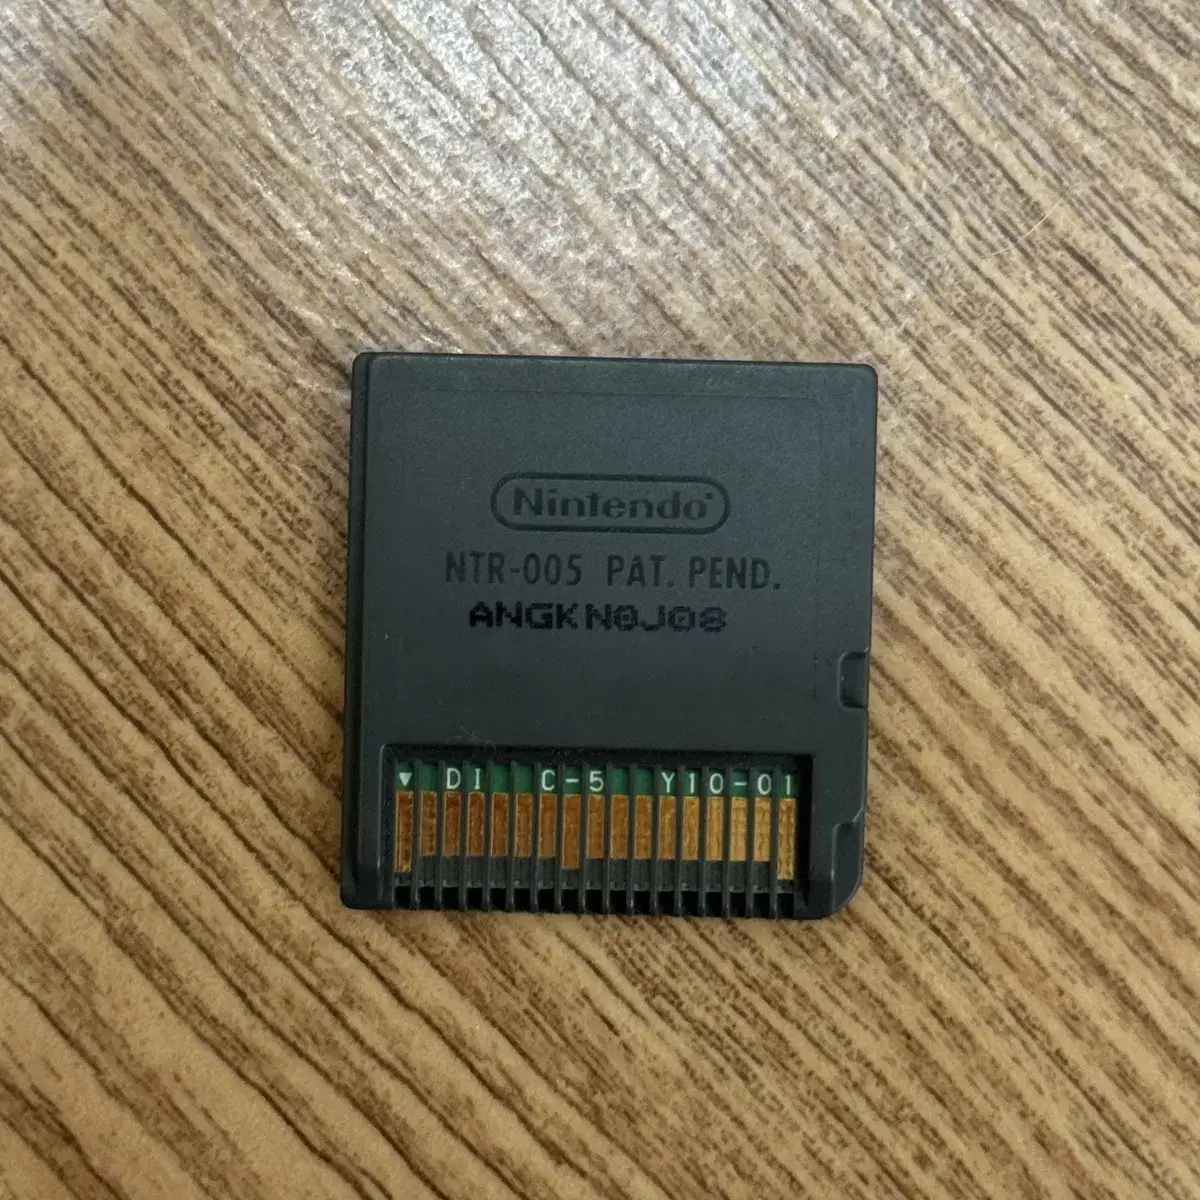 Nintendo®
NTR-005 PAT. PEND.
ANGKN0J08
▼ DI C-5 Y10-01